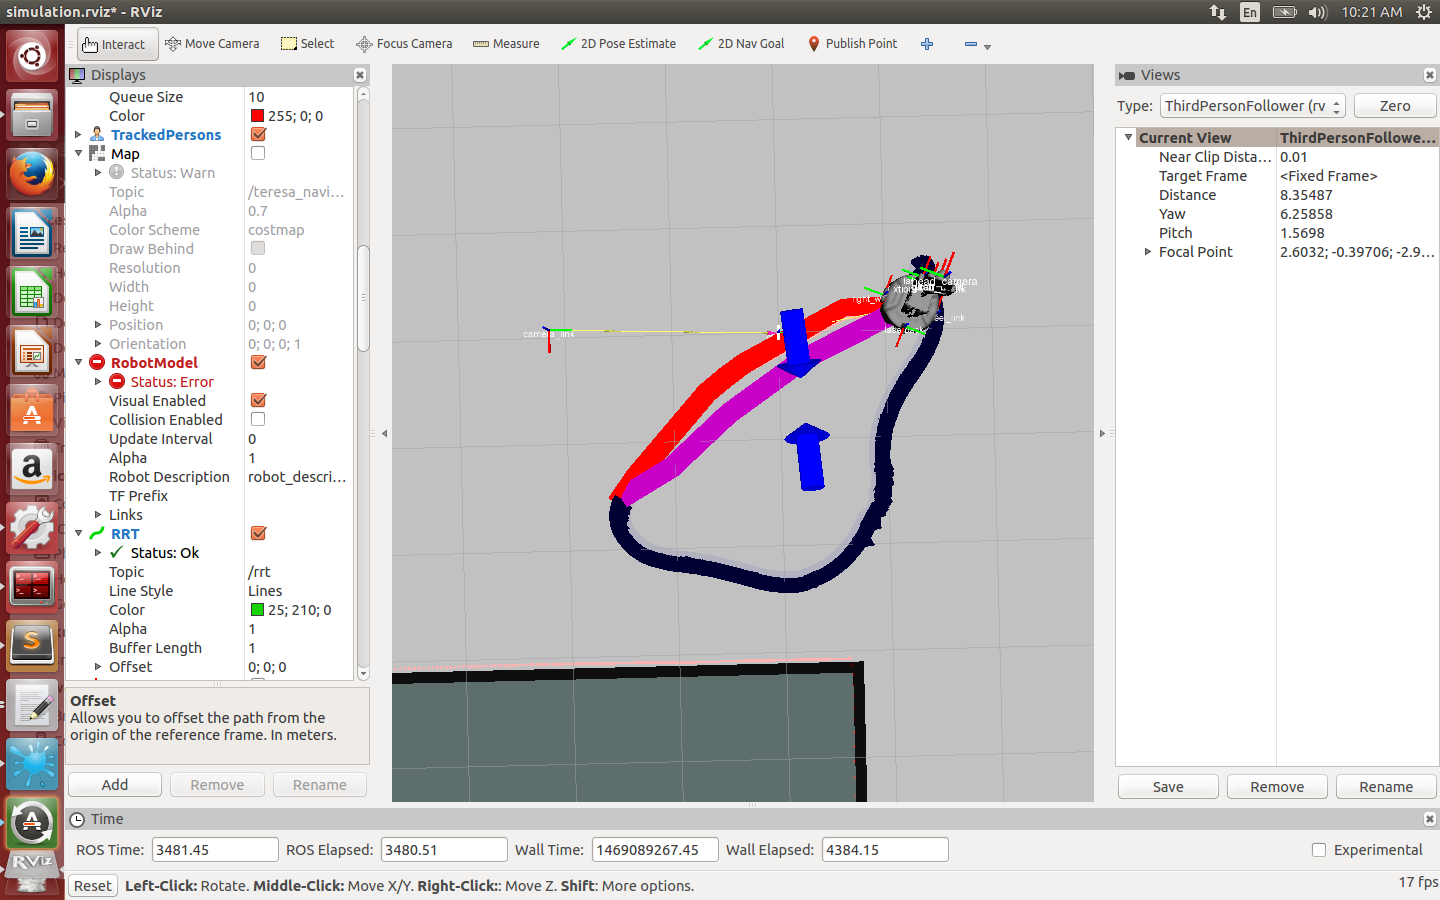 simulation.rviz* - RViz
En
10:21 AM
Interact
Move Camera
Select
Focus Camera
Measure
2D Pose Estimate
2D Nav Goal
Publish Point
Displays
Queue Size 10
Color 255; 0; 0
TrackedPersons
Map
Status: Warn
Topic /teresa_navi...
Alpha 0.7
Color Scheme costmap
Draw Behind
Resolution 0
Width 0
Height 0
Position 0; 0; 0
Orientation 0; 0; 0; 1
RobotModel
Status: Error
Visual Enabled
Collision Enabled
Update Interval 0
Alpha 1
Robot Description robot_descri...
TF Prefix
Links
RRT
Status: Ok
Topic /rrt
Line Style Lines
Color 25; 210; 0
Alpha 1
Buffer Length 1
Offset 0; 0; 0
Offset
Allows you to offset the path from the
origin of the reference frame. In meters.
Add
Remove
Rename
camera_link
Views
Type: ThirdPersonFollower (rv
Zero
Current View ThirdPersonFollowe...
Near Clip Dista... 0.01
Target Frame <Fixed Frame>
Distance 8.35487
Yaw 6.25858
Pitch 1.5698
Focal Point 2.6032; -0.39706; -2.9...
Save
Remove
Rename
Time
ROS Time: 3481.45
ROS Elapsed: 3480.51
Wall Time: 1469089267.45
Wall Elapsed: 4384.15
Experimental
RViz
Reset
Left-Click: Rotate. Middle-Click: Move X/Y. Right-Click:: Move Z. Shift: More options.
17 fps